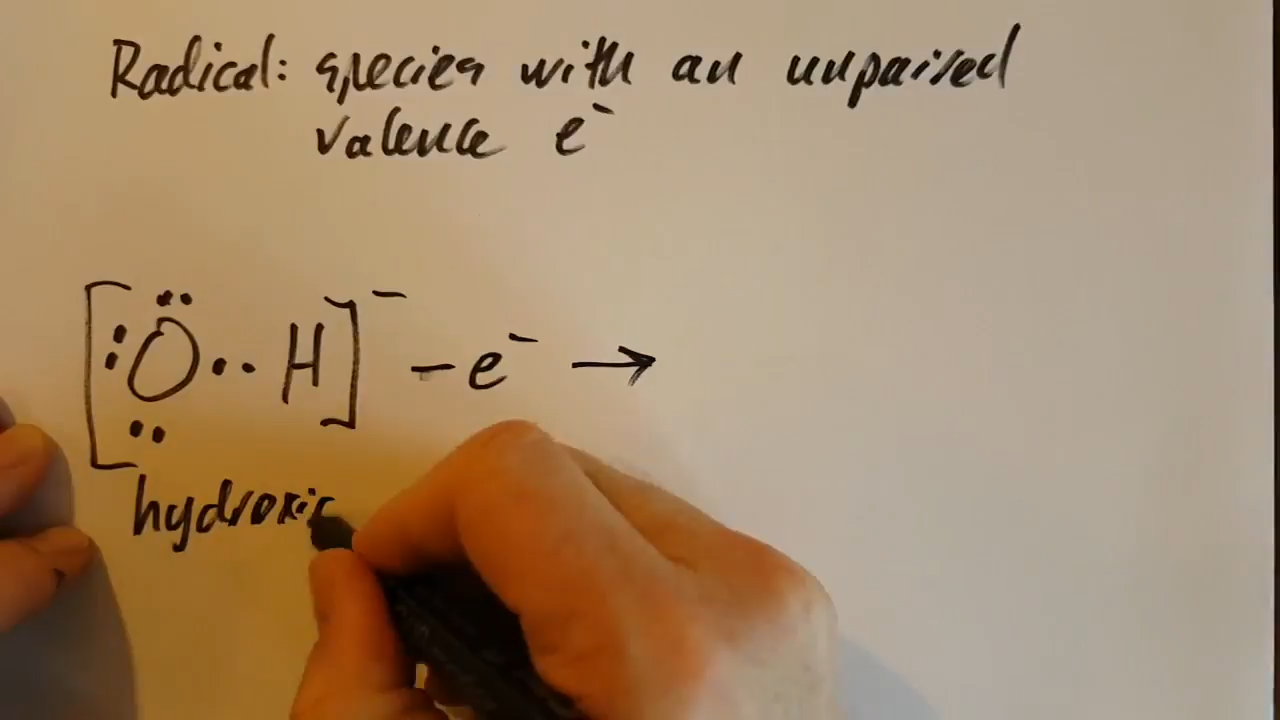 Radical: species with an unpaired
valence e⁻
[:Ö··H]⁻ – e⁻ →
hydroxi